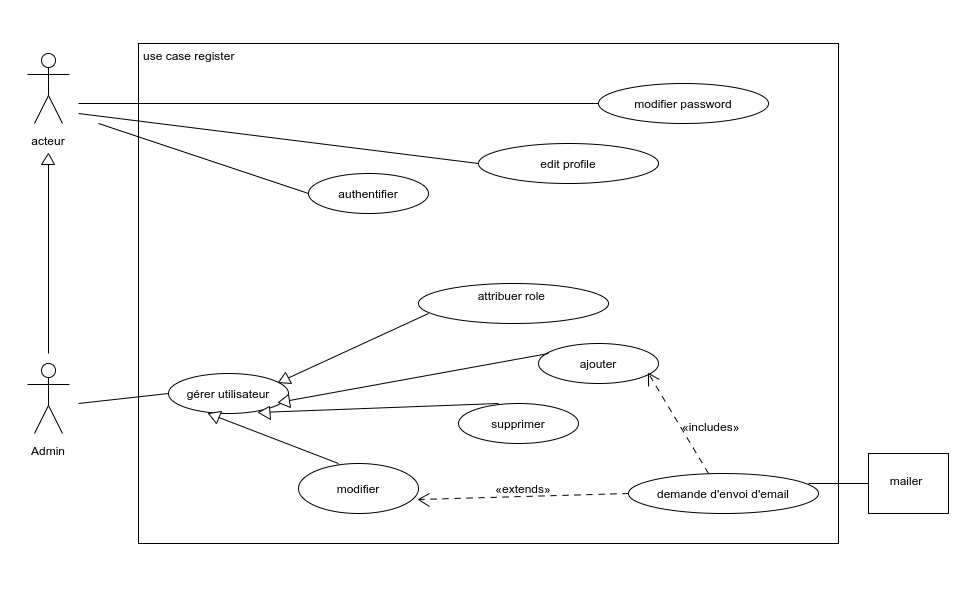 use case register
modifier password
acteur
edit profile
authentifier
attribuer role
ajouter
gérer utilisateur
supprimer
«includes»
Admin
modifier
«extends»
demande d'envoi d'email
mailer